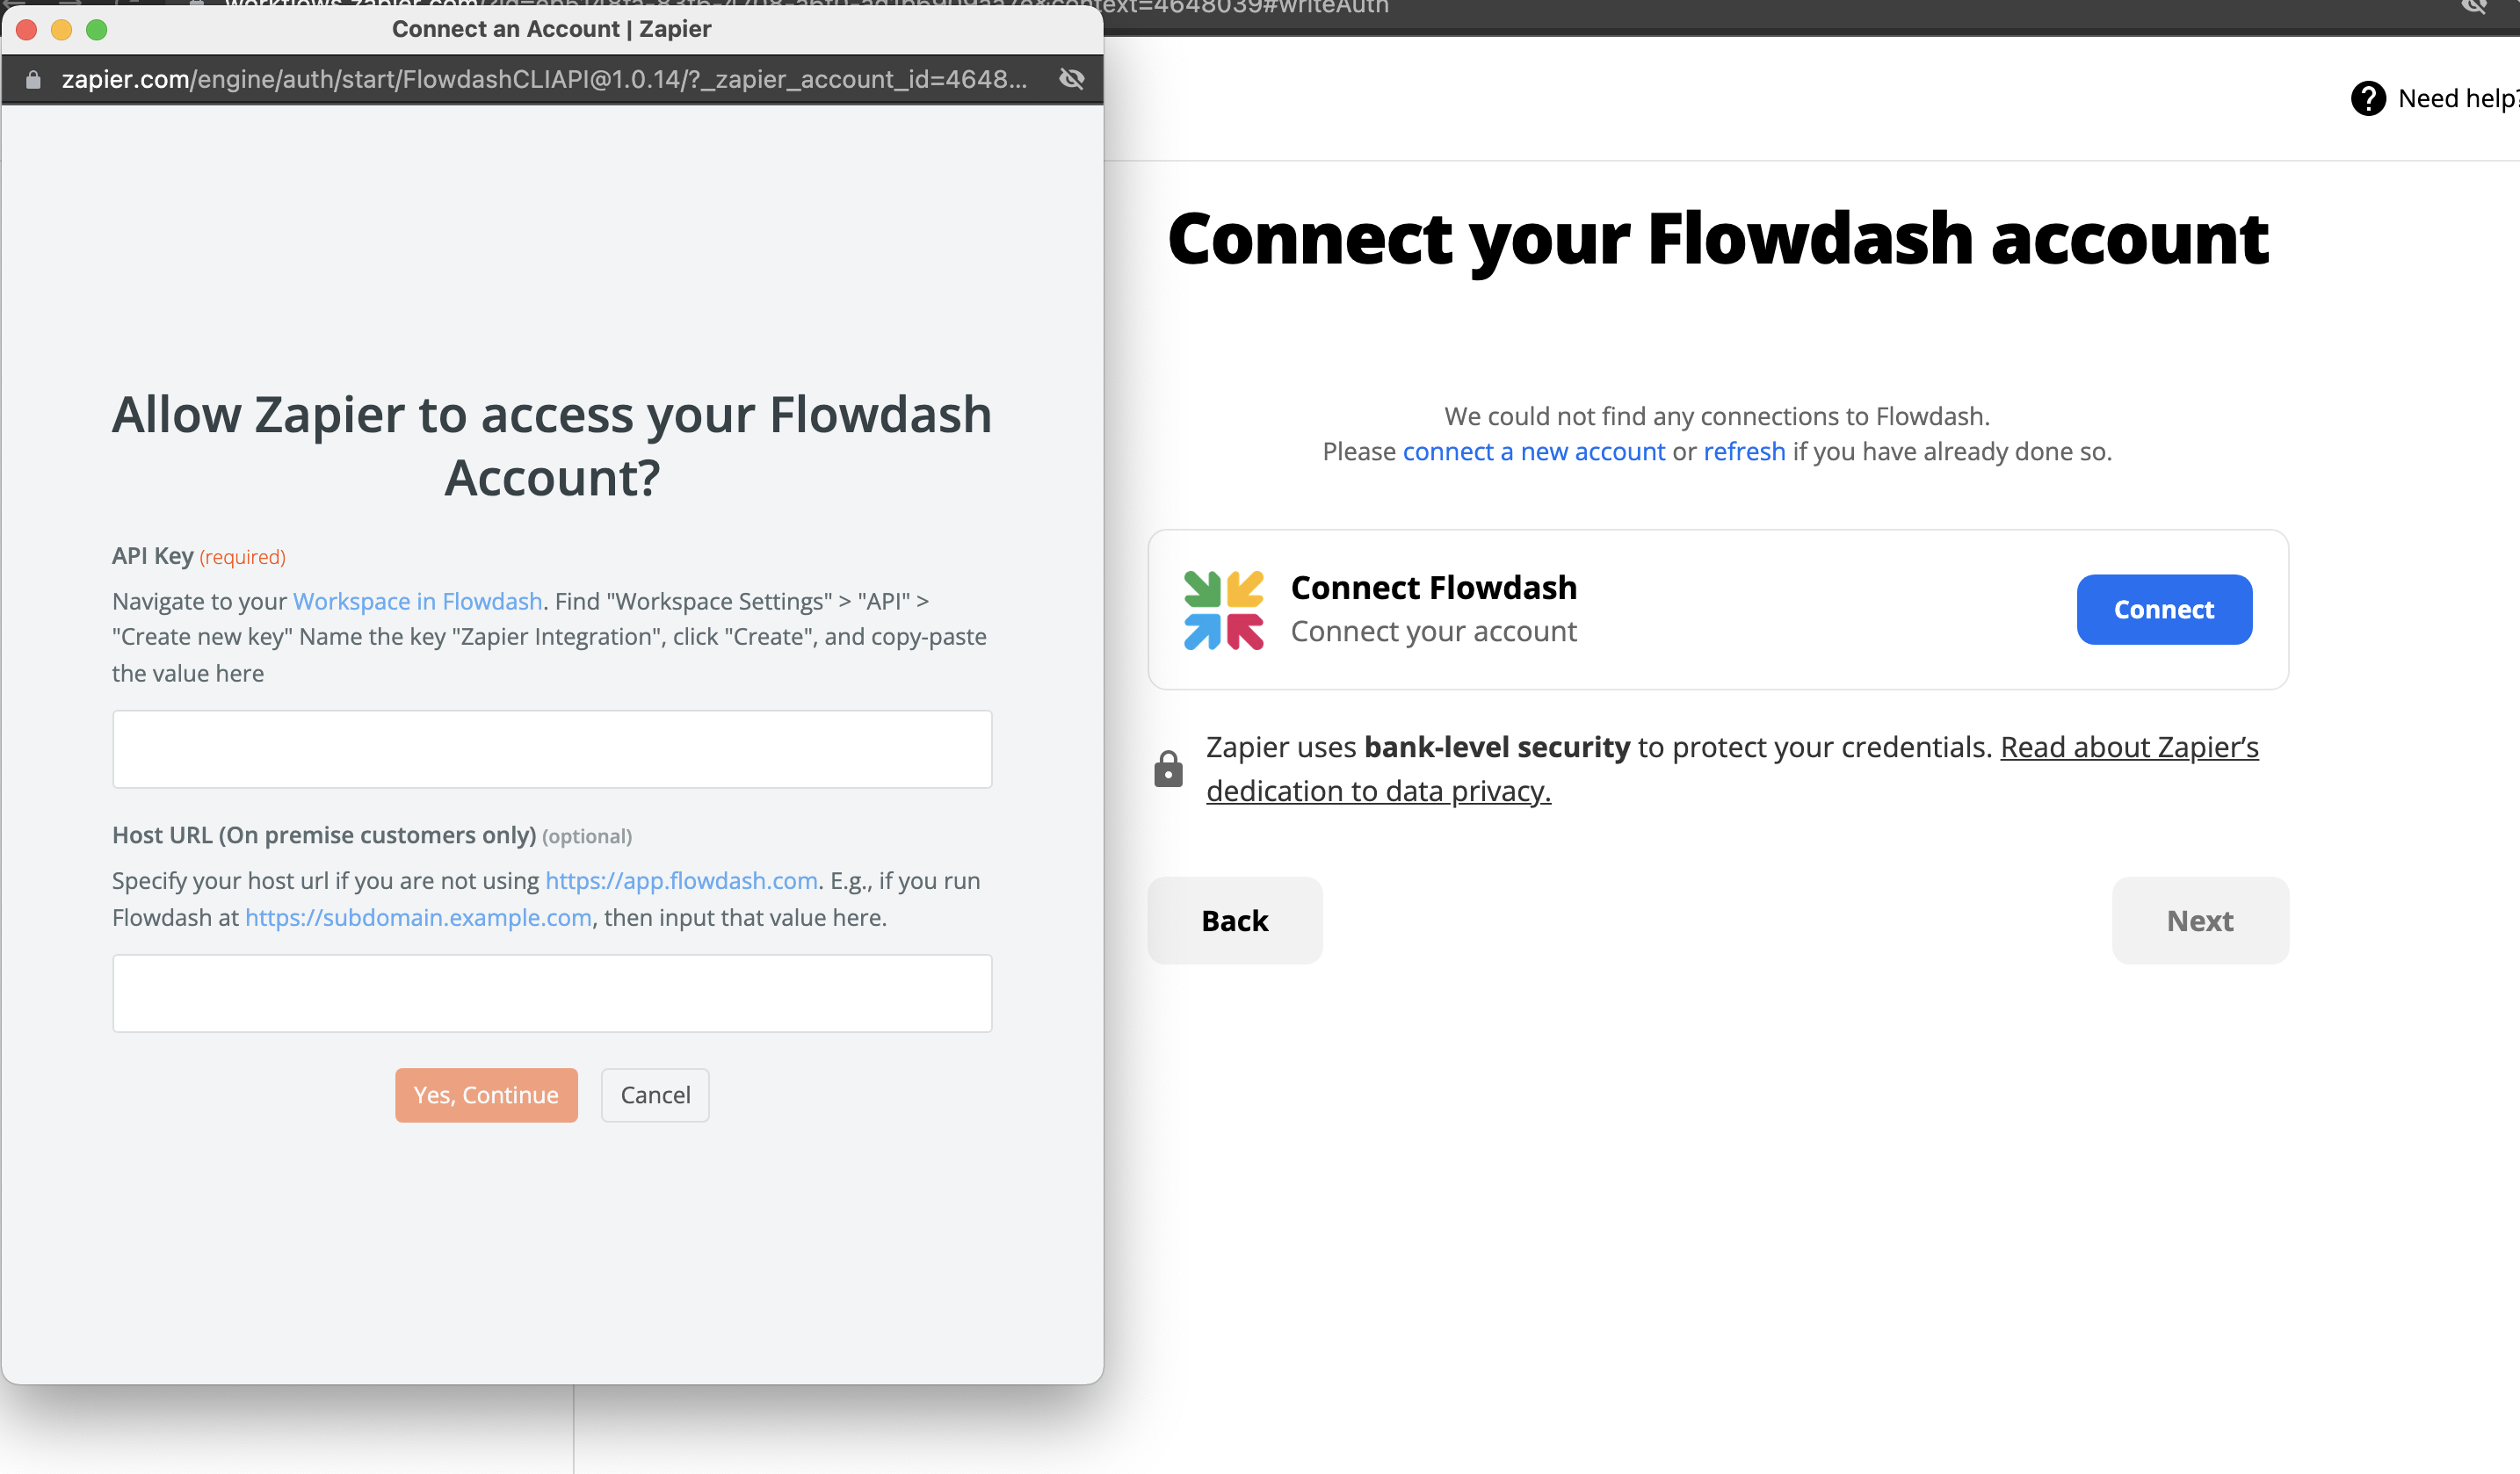 Connect an Account | Zapier
zapier.com/engine/auth/start/FlowdashCLIAPI@1.0.14/?_zapier_account_id=4648...
Allow Zapier to access your Flowdash
Account?
API Key (required)
Navigate to your Workspace in Flowdash. Find "Workspace Settings" > "API" >
"Create new key" Name the key "Zapier Integration", click "Create", and copy-paste
the value here
Host URL (On premise customers only) (optional)
Specify your host url if you are not using https://app.flowdash.com. E.g., if you run
Flowdash at https://subdomain.example.com, then input that value here.
Yes, Continue
Cancel
=4648039#writeAuth
Need help?
Connect your Flowdash account
We could not find any connections to Flowdash.
Please connect a new account or refresh if you have already done so.
Connect Flowdash
Connect your account
Connect
Zapier uses bank-level security to protect your credentials. Read about Zapier’s
dedication to data privacy.
Back
Next